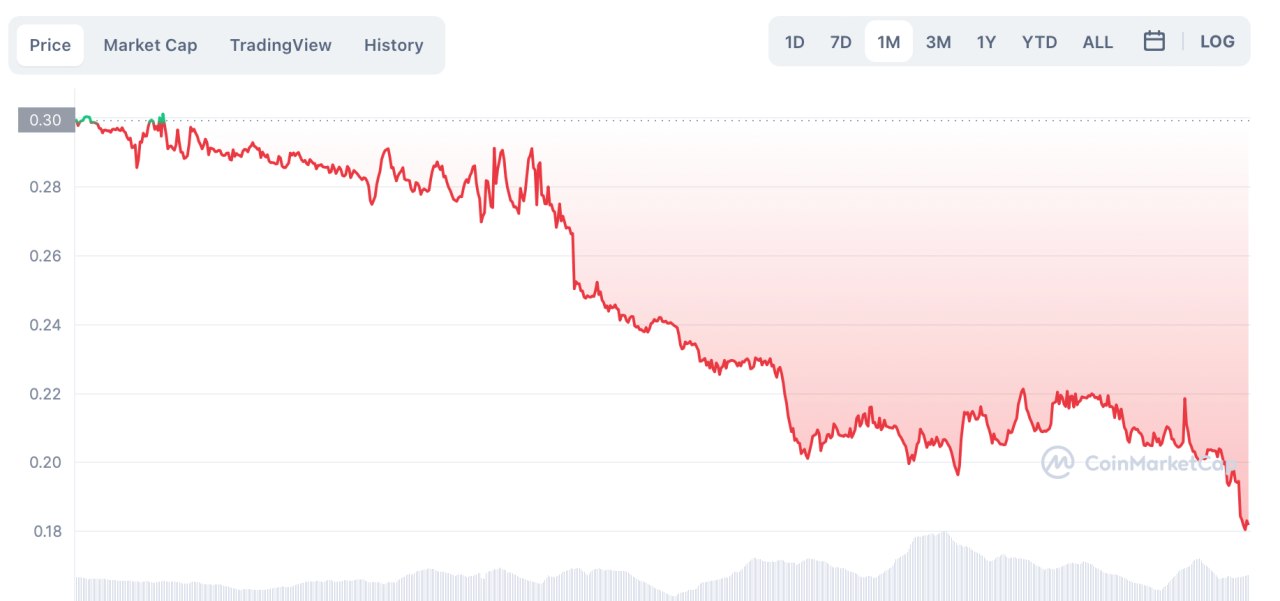 Price Market Cap TradingView History
1D 7D 1M 3M 1Y YTD ALL LOG
0.30
0.28
0.26
0.24
0.22
0.20
CoinMarketCap
0.18